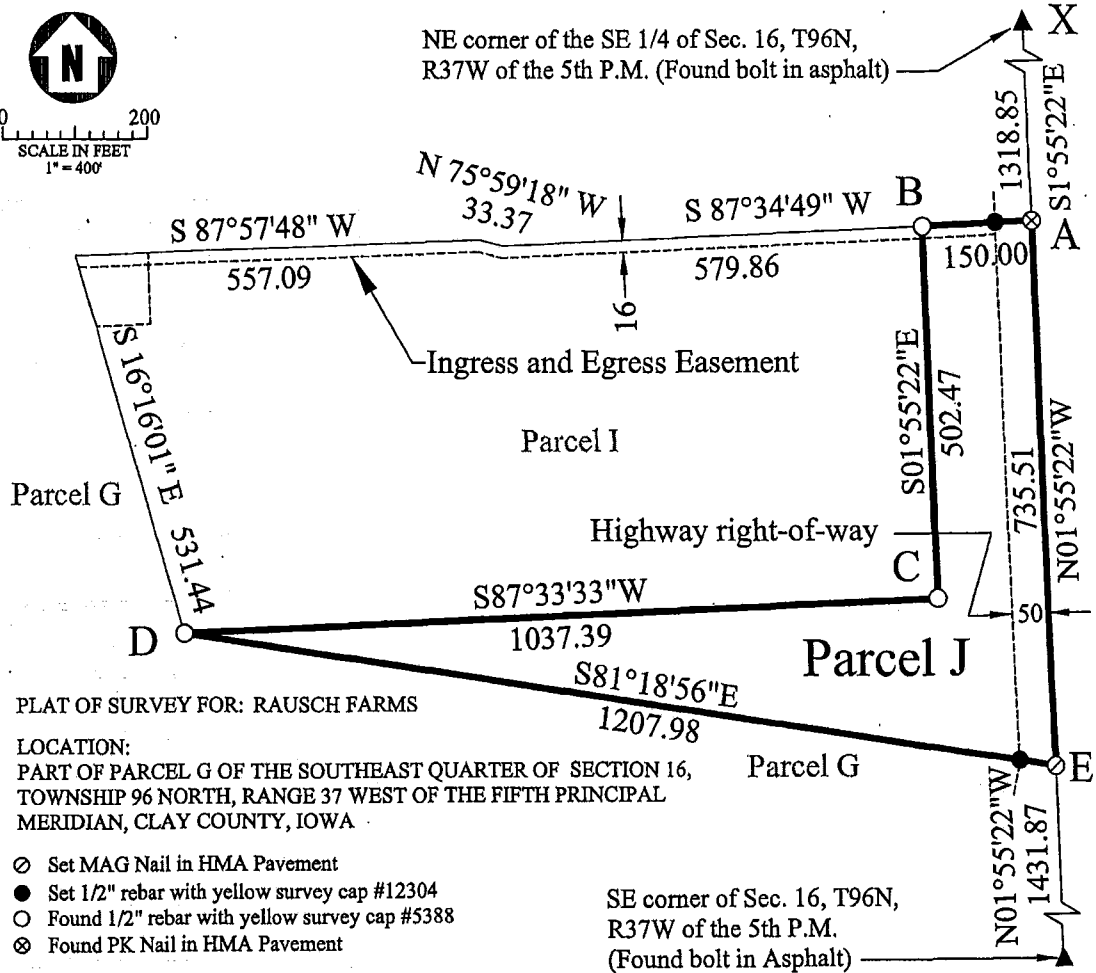 N
0 200
SCALE IN FEET
1" = 400'
NE corner of the SE 1/4 of Sec. 16, T96N,
R37W of the 5th P.M. (Found bolt in asphalt)
X
1318.85
S1°55'22"E
N 75°59'18" W
33.37
S 87°57'48" W
557.09
S 87°34'49" W
579.86
B
A
150.00
16
Ingress and Egress Easement
S 16°16'01" E 531.44
S01°55'22"E
502.47
Parcel I
Parcel G
735.51
N01°55'22"W
Highway right-of-way
C
50
S87°33'33"W
1037.39
D
Parcel J
S81°18'56"E
1207.98
Parcel G
E
N01°55'22"W
1431.87
PLAT OF SURVEY FOR: RAUSCH FARMS
LOCATION:
PART OF PARCEL G OF THE SOUTHEAST QUARTER OF SECTION 16,
TOWNSHIP 96 NORTH, RANGE 37 WEST OF THE FIFTH PRINCIPAL
MERIDIAN, CLAY COUNTY, IOWA
Set MAG Nail in HMA Pavement
Set 1/2" rebar with yellow survey cap #12304
Found 1/2" rebar with yellow survey cap #5388
Found PK Nail in HMA Pavement
SE corner of Sec. 16, T96N,
R37W of the 5th P.M.
(Found bolt in Asphalt)